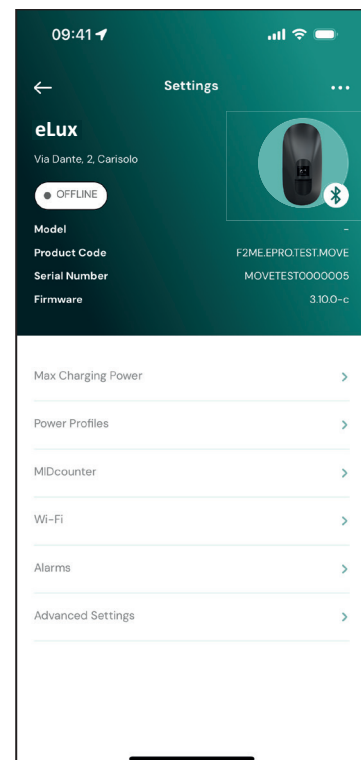 09:41
Settings
eLux
Via Dante, 2, Carisolo
OFFLINE
Model -
Product Code F2ME.EPRO.TEST.MOVE
Serial Number MOVETEST0000005
Firmware 3.10.0-c
Max Charging Power
Power Profiles
MIDcounter
Wi-Fi
Alarms
Advanced Settings